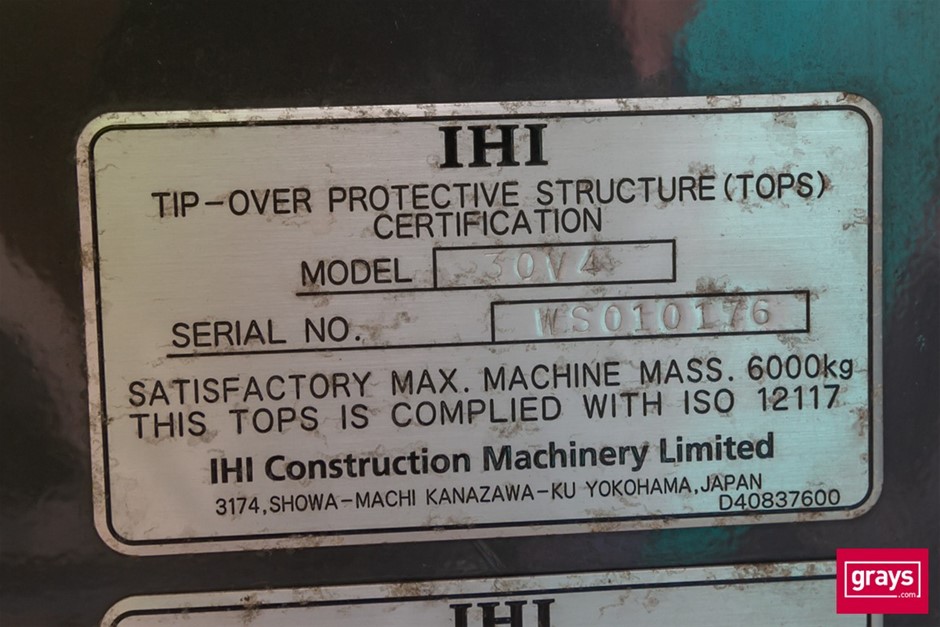 IHI
TIP-OVER PROTECTIVE STRUCTURE (TOPS)
CERTIFICATION
MODEL 30V4
SERIAL NO. WS010176
SATISFACTORY MAX. MACHINE MASS. 6000kg
THIS TOPS IS COMPLIED WITH ISO 12117
IHI Construction Machinery Limited
3174, SHOWA-MACHI KANAZAWA-KU YOKOHAMA, JAPAN
D40837600
IHI
grays
.com